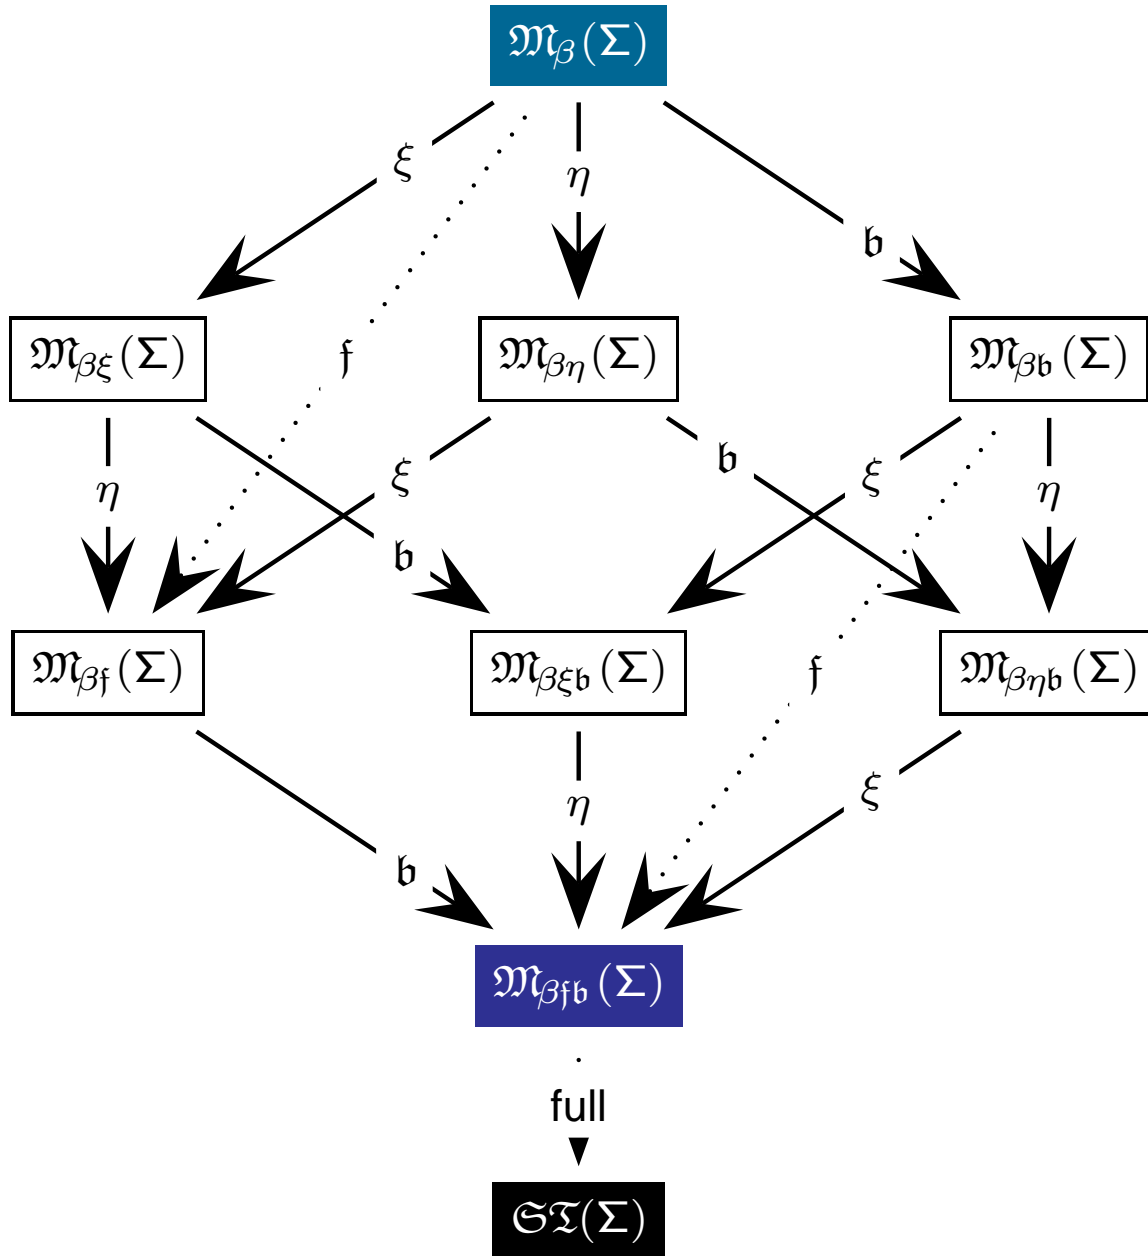 𝔐β(Σ)
ξ
η
𝔟
𝔐βξ(Σ)
𝔣
𝔐βη(Σ)
𝔐β𝔟(Σ)
η
ξ
𝔟
ξ
η
𝔟
𝔐β𝔣(Σ)
𝔐βξ𝔟(Σ)
𝔣
𝔐βη𝔟(Σ)
𝔟
η
ξ
𝔐β𝔣𝔟(Σ)
full
𝔖𝔗(Σ)